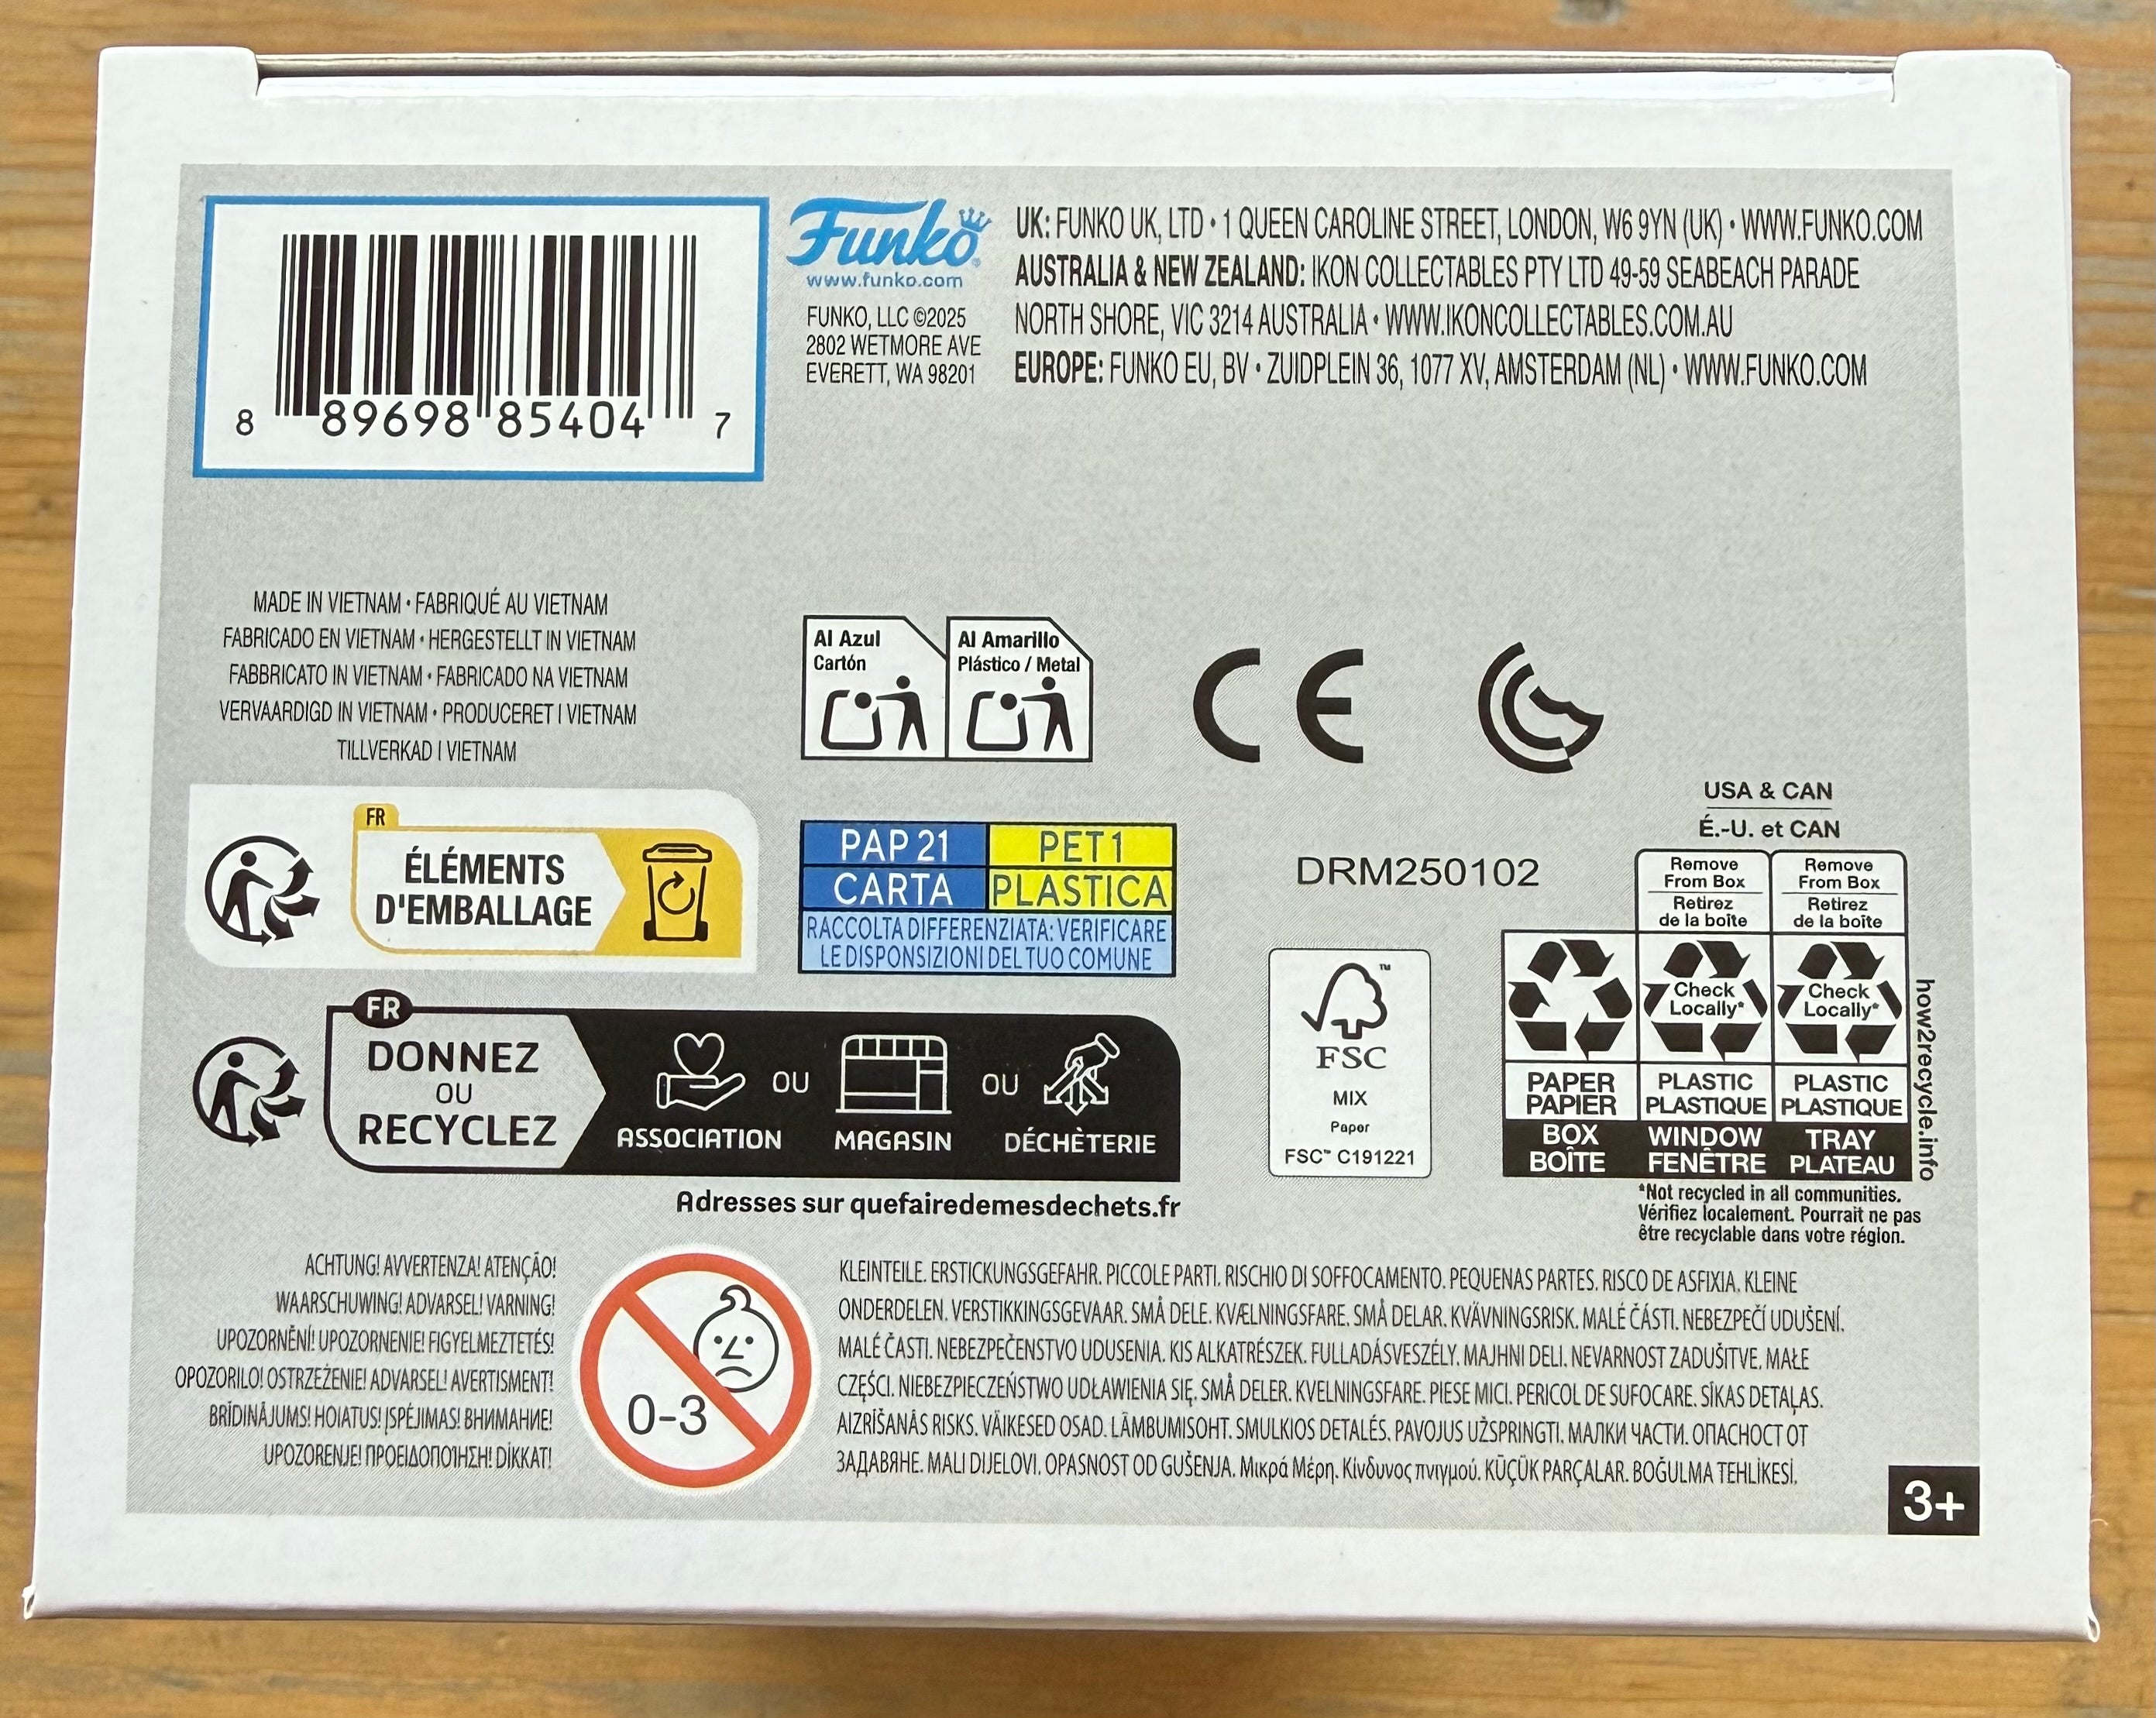 8 89698 85404 7
Funko
www.funko.com
FUNKO, LLC ©2025
2802 WETMORE AVE
EVERETT, WA 98201
UK: FUNKO UK, LTD • 1 QUEEN CAROLINE STREET, LONDON, W6 9YN (UK) • WWW.FUNKO.COM
AUSTRALIA & NEW ZEALAND: IKON COLLECTABLES PTY LTD 49-59 SEABEACH PARADE
NORTH SHORE, VIC 3214 AUSTRALIA • WWW.IKONCOLLECTABLES.COM.AU
EUROPE: FUNKO EU, BV • ZUIDPLEIN 36, 1077 XV, AMSTERDAM (NL) • WWW.FUNKO.COM
MADE IN VIETNAM • FABRIQUÉ AU VIETNAM
FABRICADO EN VIETNAM • HERGESTELLT IN VIETNAM
FABBRICATO IN VIETNAM • FABRICADO NA VIETNAM
VERVAARDIGD IN VIETNAM • PRODUCERET I VIETNAM
TILLVERKAD I VIETNAM
Al Azul
Cartón
Al Amarillo
Plástico / Metal
CE
FR
ÉLÉMENTS
D'EMBALLAGE
PAP 21
PET 1
CARTA
PLASTICA
RACCOLTA DIFFERENZIATA: VERIFICARE
LE DISPONSIZIONI DEL TUO COMUNE
DRM250102
USA & CAN
É.-U. et CAN
Remove
From Box
Retirez
de la boîte
Remove
From Box
Retirez
de la boîte
Check
Locally*
Check
Locally*
PAPER
PAPIER
PLASTIC
PLASTIQUE
PLASTIC
PLASTIQUE
BOX
BOÎTE
WINDOW
FENÊTRE
TRAY
PLATEAU
how2recycle.info
*Not recycled in all communities.
Vérifiez localement. Pourrait ne pas
être recyclable dans votre région.
FSC
MIX
Paper
FSC™ C191221
FR
DONNEZ
OU
RECYCLEZ
ASSOCIATION
OU
MAGASIN
OU
DÉCHÈTERIE
Adresses sur quefairedemesdechets.fr
ACHTUNG! AVVERTENZA! ATENÇÃO!
WAARSCHUWING! ADVARSEL! VARNING!
UPOZORNĚNÍ! UPOZORNENIE! FIGYELMEZTETÉS!
OPOZORILO! OSTRZEŻENIE! ADVARSEL! AVERTISMENT!
BRĪDINĀJUMS! HOIATUS! ĮSPĖJIMAS! ВНИМАНИЕ!
UPOZORENJE! ΠΡΟΕΙΔΟΠΟΊΗΣΗ! DİKKAT!
0-3
KLEINTEILE. ERSTICKUNGSGEFAHR. PICCOLE PARTI. RISCHIO DI SOFFOCAMENTO. PEQUENAS PARTES. RISCO DE ASFIXIA. KLEINE
ONDERDELEN. VERSTIKKINGSGEVAAR. SMÅ DELE. KVÆLNINGSFARE. SMÅ DELAR. KVÄVNINGSRISK. MALÉ ČÁSTI. NEBEZPEČÍ UDUŠENÍ.
MALÉ ČASTI. NEBEZPEČENSTVO UDUSENIA. KIS ALKATRÉSZEK. FULLADÁSVESZÉLY. MAJHNI DELI. NEVARNOST ZADUŠITVE. MAŁE
CZĘŚCI. NIEBEZPIECZEŃSTWO UDŁAWIENIA SIĘ. SMÅ DELER. KVELNINGSFARE. PIESE MICI. PERICOL DE SUFOCARE. SĪKAS DETAĻAS.
AIZRĪŠANĀS RISKS. VÄIKESED OSAD. LÄMBUMISOHT. SMULKIOS DETALĖS. PAVOJUS UŽSPRINGTI. МАЛКИ ЧАСТИ. ОПАСНОСТ ОТ
ЗАДАВЯНЕ. MALI DIJELOVI. OPASNOST OD GUŠENJA. Μικρά Μέρη. Κίνδυνος πνιγμού. KÜÇÜK PARÇALAR. BOĞULMA TEHLİKESİ.
3+